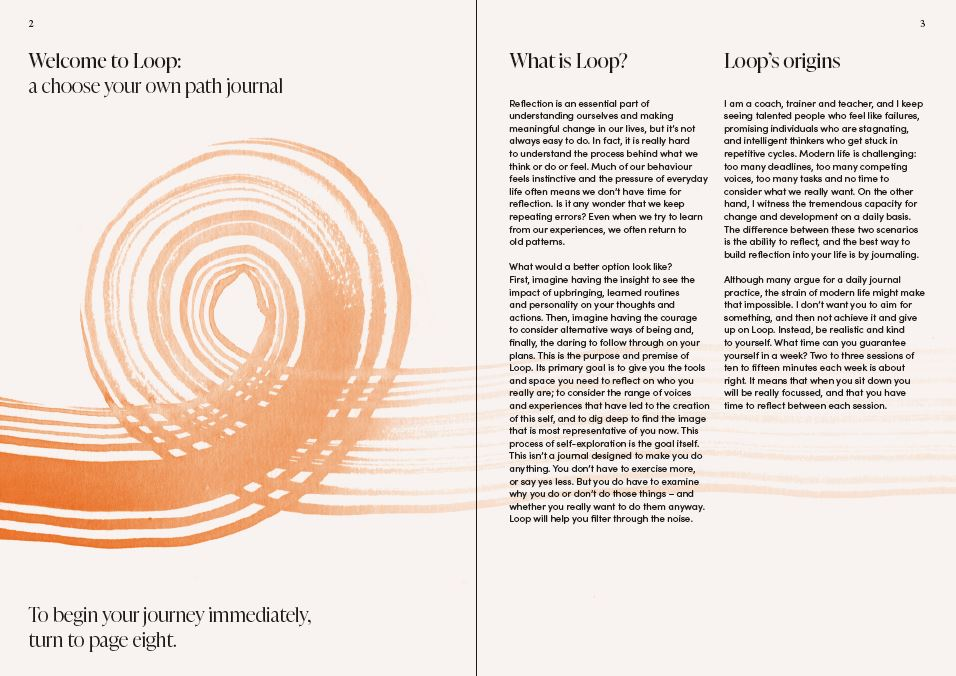 2
Welcome to Loop:
a choose your own path journal
To begin your journey immediately,
turn to page eight.
3
What is Loop?
Reflection is an essential part of
understanding ourselves and making
meaningful change in our lives, but it's not
always easy to do. In fact, it is really hard
to understand the process behind what we
think or do or feel. Much of our behaviour
feels instinctive and the pressure of everyday
life often means we don't have time for
reflection. Is it any wonder that we keep
repeating errors? Even when we try to learn
from our experiences, we often return to
old patterns.
What would a better option look like?
First, imagine having the insight to see the
impact of upbringing, learned routines
and personality on your thoughts and
actions. Then, imagine having the courage
to consider alternative ways of being and,
finally, the daring to follow through on your
plans. This is the purpose and premise of
Loop. Its primary goal is to give you the tools
and space you need to reflect on who you
really are; to consider the range of voices
and experiences that have led to the creation
of this self, and to dig deep to find the image
that is most representative of you now. This
process of self-exploration is the goal itself.
This isn't a journal designed to make you do
anything. You don't have to exercise more,
or say yes less. But you do have to examine
why you do or don't do those things – and
whether you really want to do them anyway.
Loop will help you filter through the noise.
Loop's origins
I am a coach, trainer and teacher, and I keep
seeing talented people who feel like failures,
promising individuals who are stagnating,
and intelligent thinkers who get stuck in
repetitive cycles. Modern life is challenging:
too many deadlines, too many competing
voices, too many tasks and no time to
consider what we really want. On the other
hand, I witness the tremendous capacity for
change and development on a daily basis.
The difference between these two scenarios
is the ability to reflect, and the best way to
build reflection into your life is by journaling.
Although many argue for a daily journal
practice, the strain of modern life might make
that impossible. I don't want you to aim for
something, and then not achieve it and give
up on Loop. Instead, be realistic and kind
to yourself. What time can you guarantee
yourself in a week? Two to three sessions of
ten to fifteen minutes each week is about
right. It means that when you sit down you
will be really focussed, and that you have
time to reflect between each session.